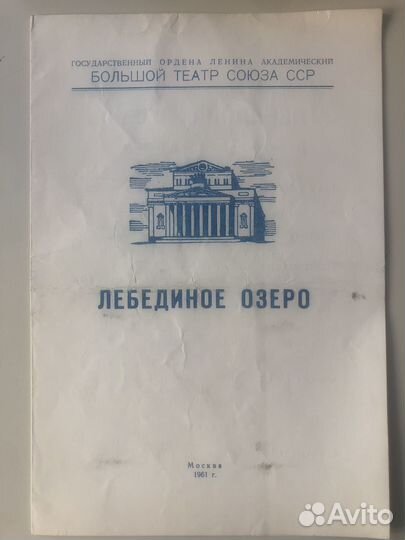 ГОСУДАРСТВЕННЫЙ ОРДЕНА ЛЕНИНА АКАДЕМИЧЕСКИЙ
БОЛЬШОЙ ТЕАТР СОЮЗА ССР
ЛЕБЕДИНОЕ ОЗЕРО
Москва
1961 г.
Avito